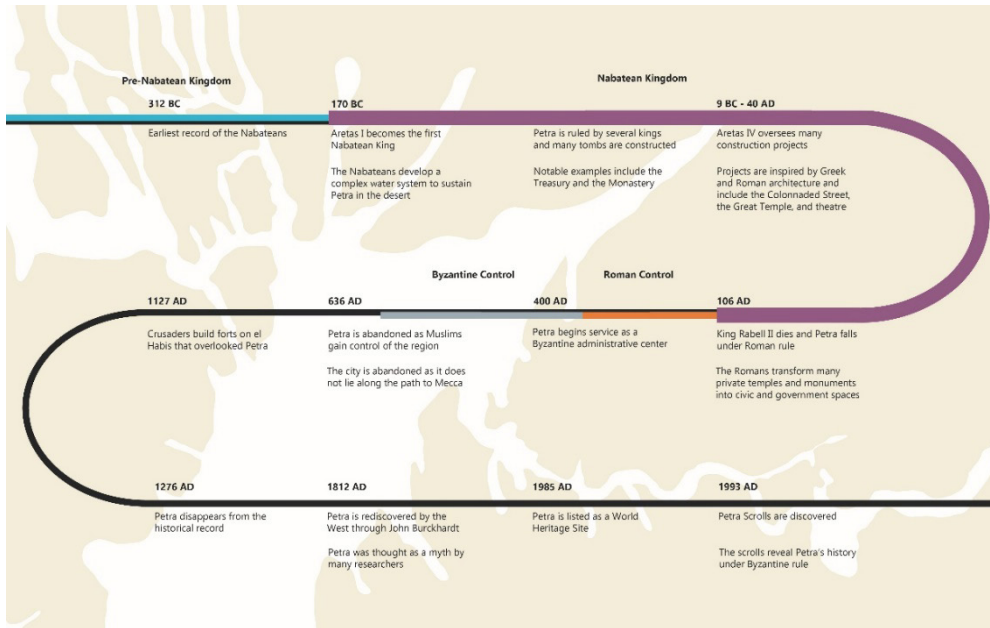 Pre-Nabatean Kingdom
Nabatean Kingdom
312 BC
Earliest record of the Nabateans
170 BC
Aretas I becomes the first
Nabatean King
The Nabateans develop a
complex water system to sustain
Petra in the desert
Petra is ruled by several kings
and many tombs are constructed
Notable examples include the
Treasury and the Monastery
9 BC - 40 AD
Aretas IV oversees many
construction projects
Projects are inspired by Greek
and Roman architecture and
include the Colonnaded Street,
the Great Temple, and theatre
Byzantine Control
Roman Control
1127 AD
Crusaders build forts on el
Habis that overlooked Petra
636 AD
Petra is abandoned as Muslims
gain control of the region
The city is abandoned as it does
not lie along the path to Mecca
400 AD
Petra begins service as a
Byzantine administrative center
106 AD
King Rabell II dies and Petra falls
under Roman rule
The Romans transform many
private temples and monuments
into civic and government spaces
1276 AD
Petra disappears from the
historical record
1812 AD
Petra is rediscovered by the
West through John Burckhardt
Petra was thought as a myth by
many researchers
1985 AD
Petra is listed as a World
Heritage Site
1993 AD
Petra Scrolls are discovered
The scrolls reveal Petra's history
under Byzantine rule